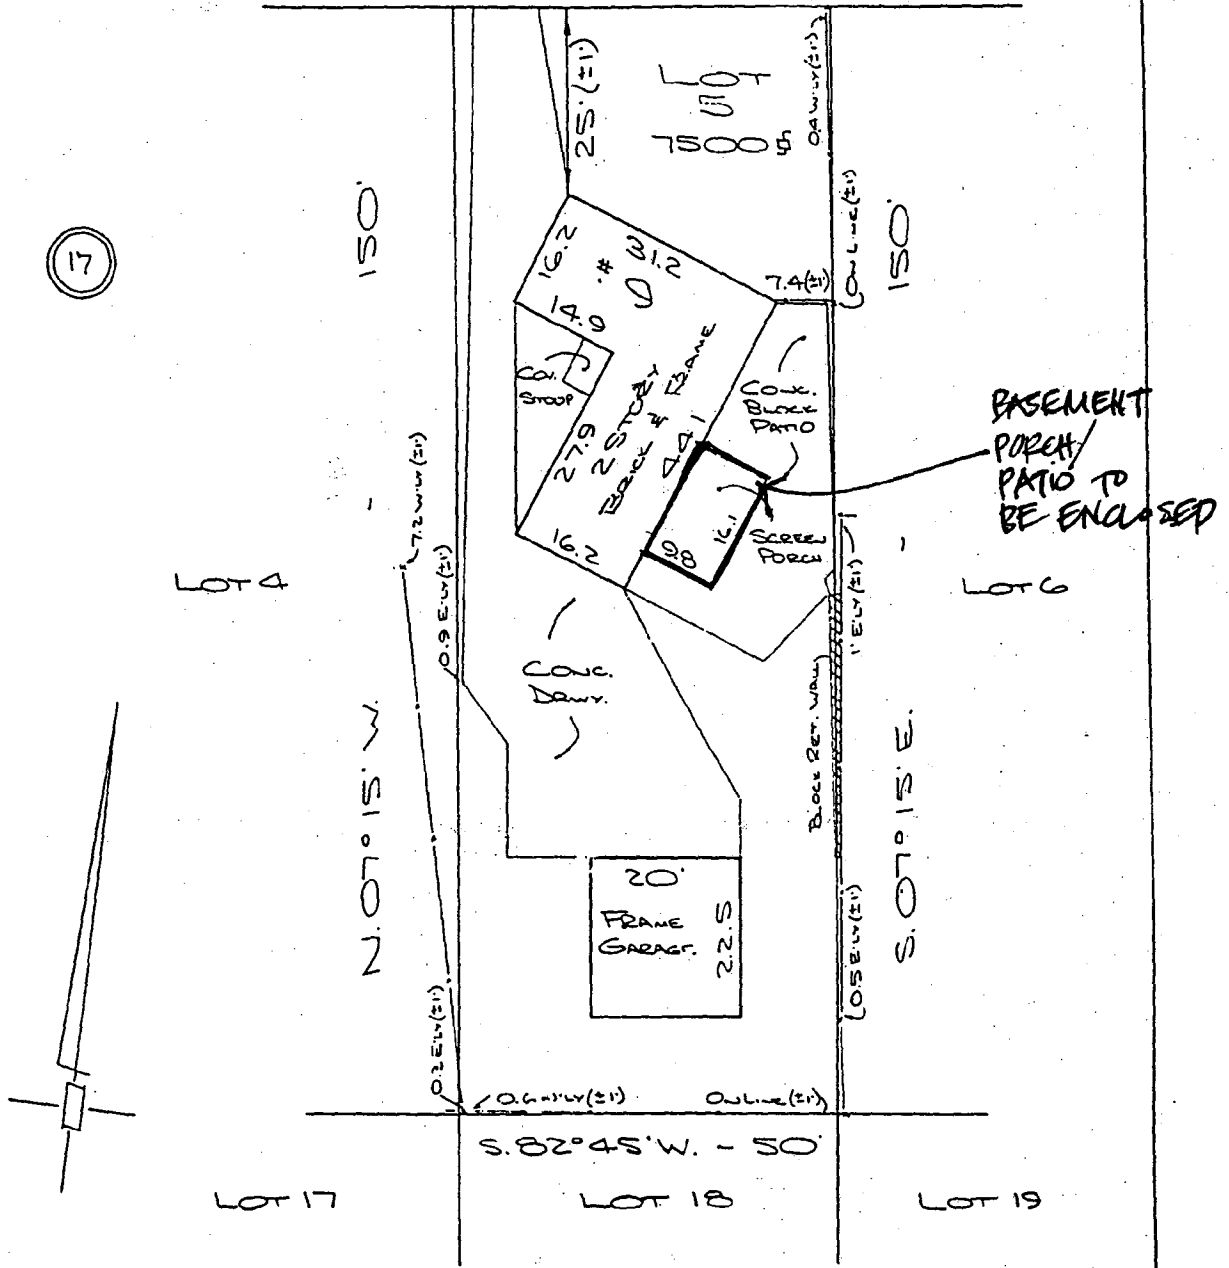 25'(±1')
LOT
5
7500
0.4 W'LY(±1')
150'
17
16.2
31.2
# 5
7.4(±1')
ON LINE(±1')
150'
14.9
COV.
STOOP
27.9
2 STORY
BRICK & FRAME
44.1
CONC.
BLOCK
PATIO
BASEMENT
PORCH/
PATIO TO
BE ENCLOSED
7.2 W'LY(±1')
16.2
9.8
16.1
SCREEN
PORCH
LOT 4
0.9 E'LY(±1')
1' E'LY(±1')
LOT 6
CONC.
DRWY.
BLOCK RET. WALL
N. 07° 15' W.
S. 07° 15' E.
20'
FRAME
GARAGE.
22.5
0.5 E'LY(±1')
0.2 E'LY(±1')
ON LINE(±1')
S. 82° 45' W. - 50'
LOT 17
LOT 18
LOT 19